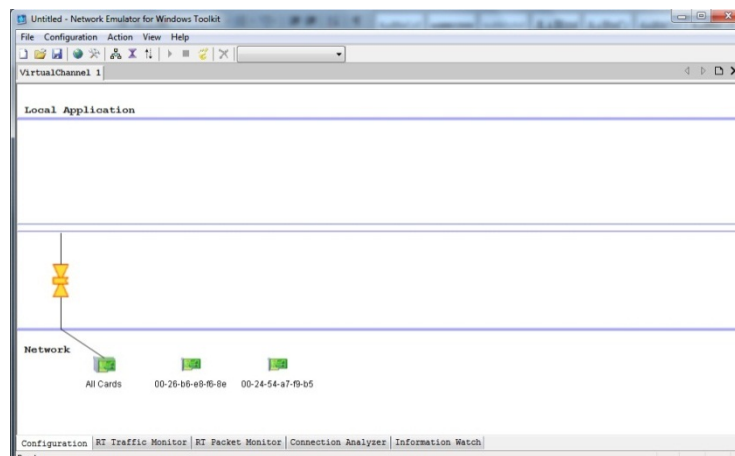 Untitled - Network Emulator for Windows Toolkit
File Configuration Action View Help
VirtualChannel 1
Local Application
Network
All Cards 00-26-b6-e8-f6-8e 00-24-54-a7-f9-b5
Configuration RT Traffic Monitor RT Packet Monitor Connection Analyzer Information Watch